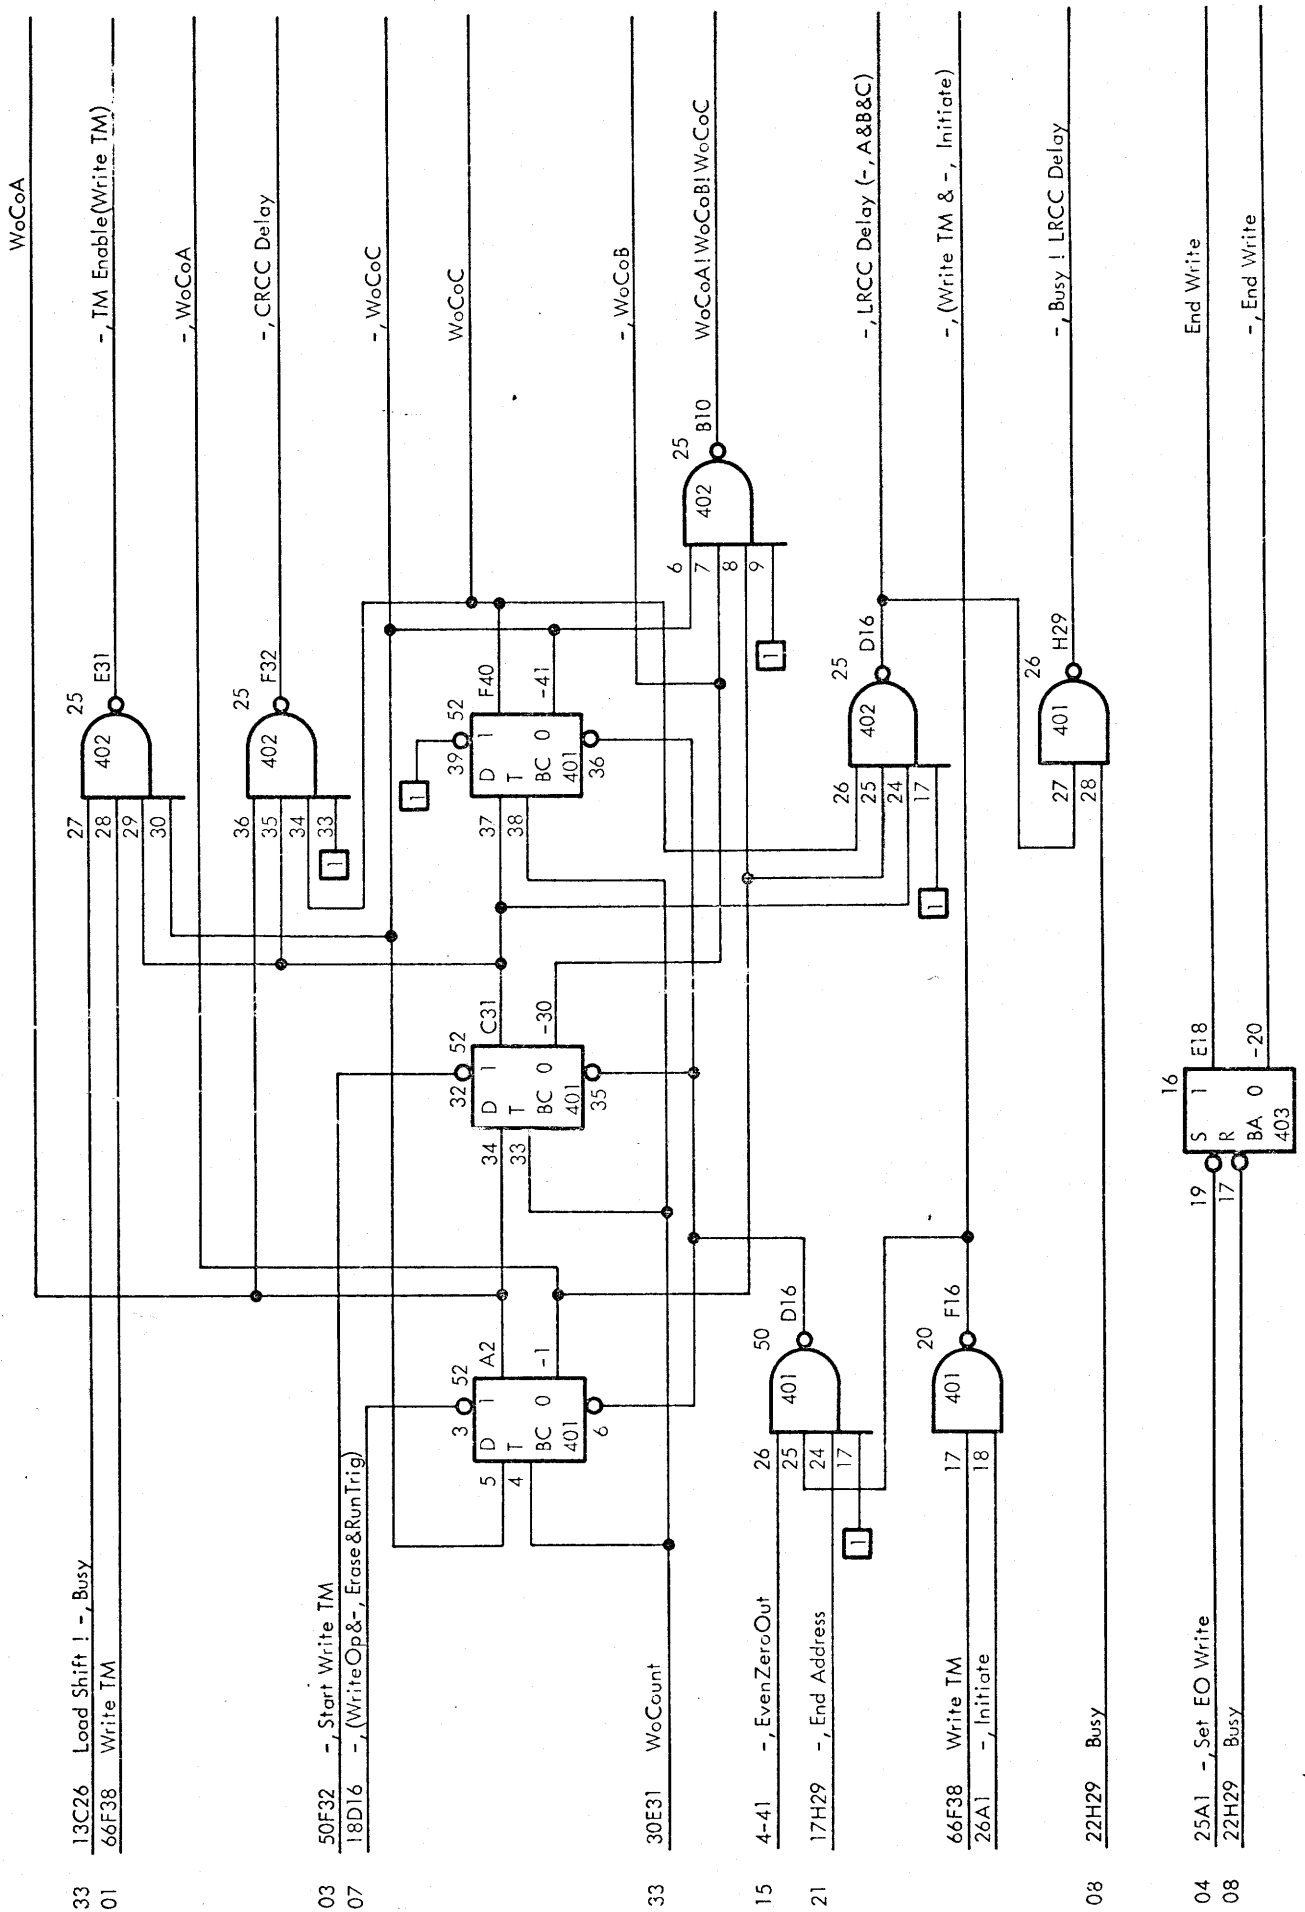 WoCoA
-, TM Enable(Write TM)
-, WoCoA
-, CRCC Delay
-, WoCoC
WoCoC
-, WoCoB
WoCoA! WoCoB! WoCoC
-, LRCC Delay (-, A&B&C)
-, (Write TM & -, Initiate)
-, Busy ! LRCC Delay
End Write
-, End Write
33 13C26 Load Shift ! -, Busy
01 66F38 Write TM
27
28
29
30
402
25
E31
36
35
34
33
1
402
25
F32
03 50F32 -, Start Write TM
07 18D16 -, (WriteOp&-, Erase&RunTrig)
33 30E31 WoCount
5
4
3
52
D 1
T
BC 0
401
6
A2
-1
34
33
32
52
D 1
T
BC 0
401
35
C31
-30
37
38
39
1
52
D 1
T
BC 0
401
36
F40
-41
6
7
8
9
1
402
25
B10
15 4-41 -, EvenZeroOut
21 17H29 -, End Address
26
25
24
17
1
401
50
D16
26
25
24
17
1
402
25
D16
66F38 Write TM
26A1 -, Initiate
17
18
401
20
F16
08 22H29 Busy
27
28
401
26
H29
04 25A1 -, Set EO Write
08 22H29 Busy
19
17
16
S 1
R
BA 0
403
E18
-20